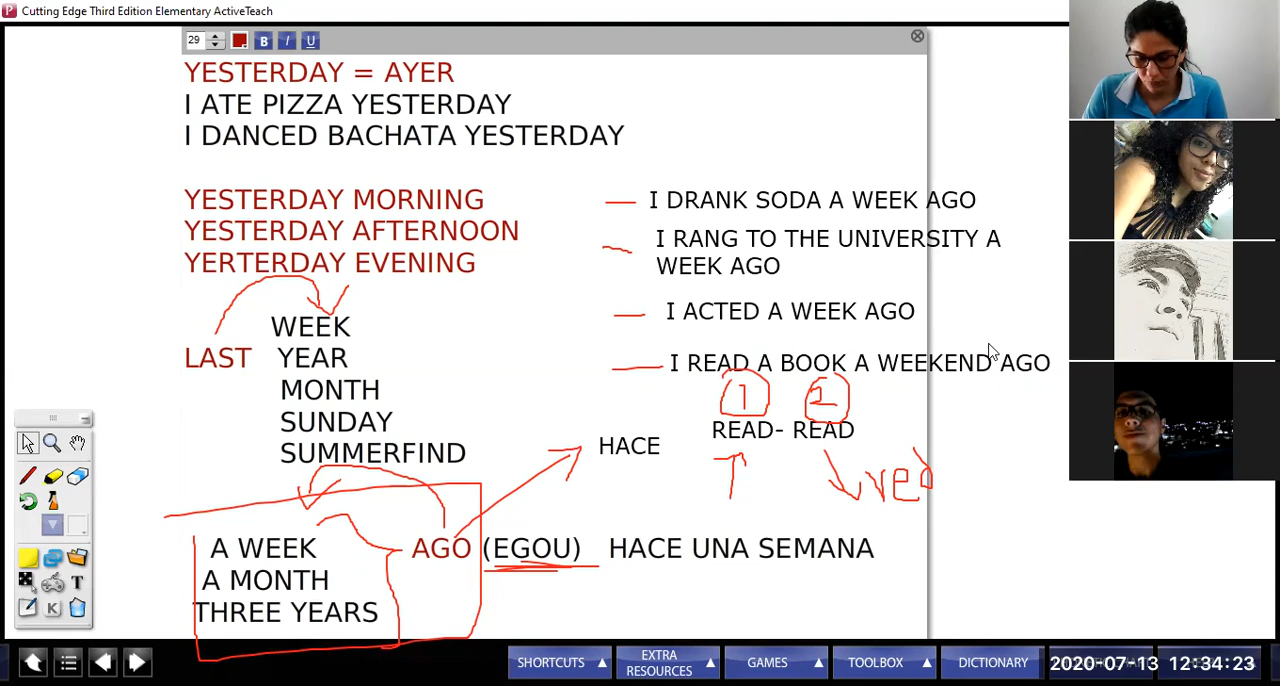 Cutting Edge Third Edition Elementary ActiveTeach
29 B I U
YESTERDAY = AYER
I ATE PIZZA YESTERDAY
I DANCED BACHATA YESTERDAY
YESTERDAY MORNING
YESTERDAY AFTERNOON
YERTERDAY EVENING
WEEK
LAST YEAR
MONTH
SUNDAY
SUMMERFIND
A WEEK AGO (EGOU) HACE UNA SEMANA
A MONTH
THREE YEARS
I DRANK SODA A WEEK AGO
I RANG TO THE UNIVERSITY A
WEEK AGO
I ACTED A WEEK AGO
I READ A BOOK A WEEKEND AGO
1 2
READ- READ
HACE
red
T
K
SHORTCUTS
EXTRA
RESOURCES
GAMES
TOOLBOX
DICTIONARY
2020-07-13 12:34:23